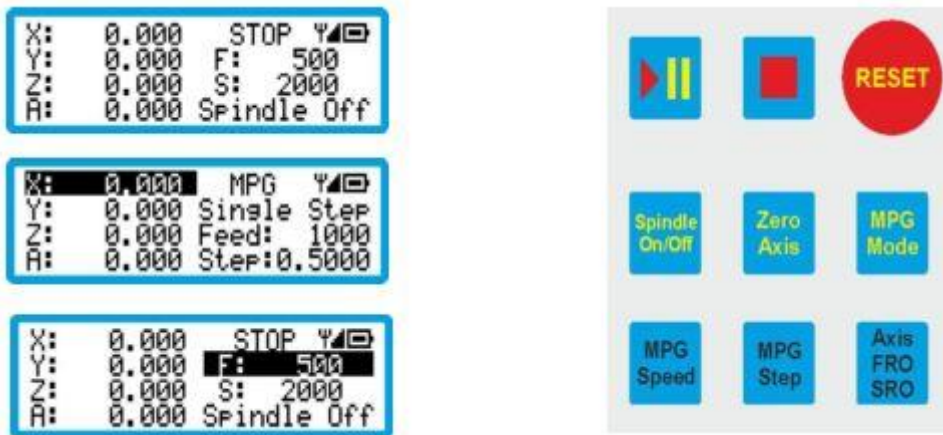 X: 0.000 STOP
Y: 0.000 F: 500
Z: 0.000 S: 2000
A: 0.000 Spindle Off
X: 0.000 MPG
Y: 0.000 Single Step
Z: 0.000 Feed: 1000
A: 0.000 Step:0.5000
X: 0.000 STOP
Y: 0.000 F: 500
Z: 0.000 S: 2000
A: 0.000 Spindle Off
RESET
Spindle
On/Off
Zero
Axis
MPG
Mode
MPG
Speed
MPG
Step
Axis
FRO
SRO